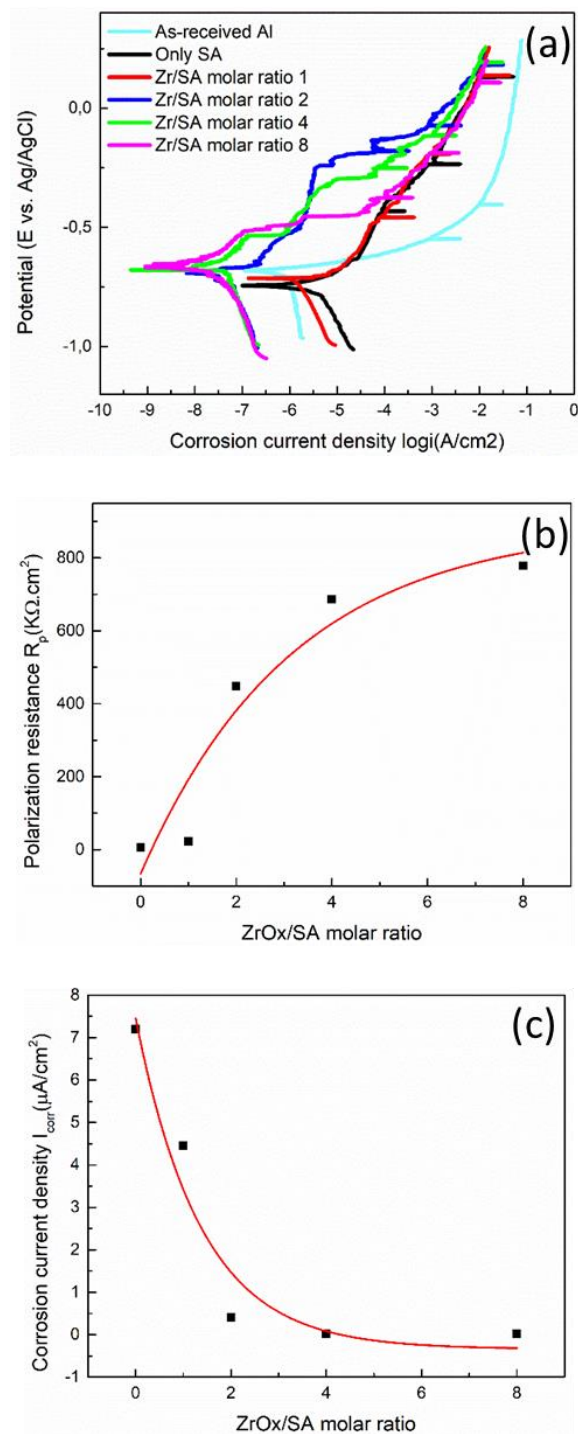 (a)
As-received Al
Only SA
Zr/SA molar ratio 1
Zr/SA molar ratio 2
Zr/SA molar ratio 4
Zr/SA molar ratio 8
0,0
-0,5
-1,0
Potential (E vs. Ag/AgCl)
-10 -9 -8 -7 -6 -5 -4 -3 -2 -1 0
Corrosion current density logi(A/cm2)
(b)
800
600
400
200
0
Polarization resistance Rp(KΩ.cm²)
0 2 4 6 8
ZrOx/SA molar ratio
(c)
8
7
6
5
4
3
2
1
0
-1
Corrosion current density Icorr(µA/cm²)
0 2 4 6 8
ZrOx/SA molar ratio